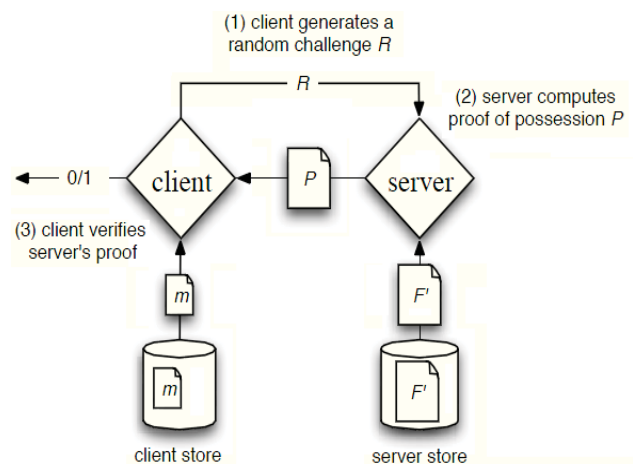 (1) client generates a
random challenge R
R
(2) server computes
proof of possession P
0/1
client
P
server
(3) client verifies
server's proof
m
F'
m
F'
client store
server store